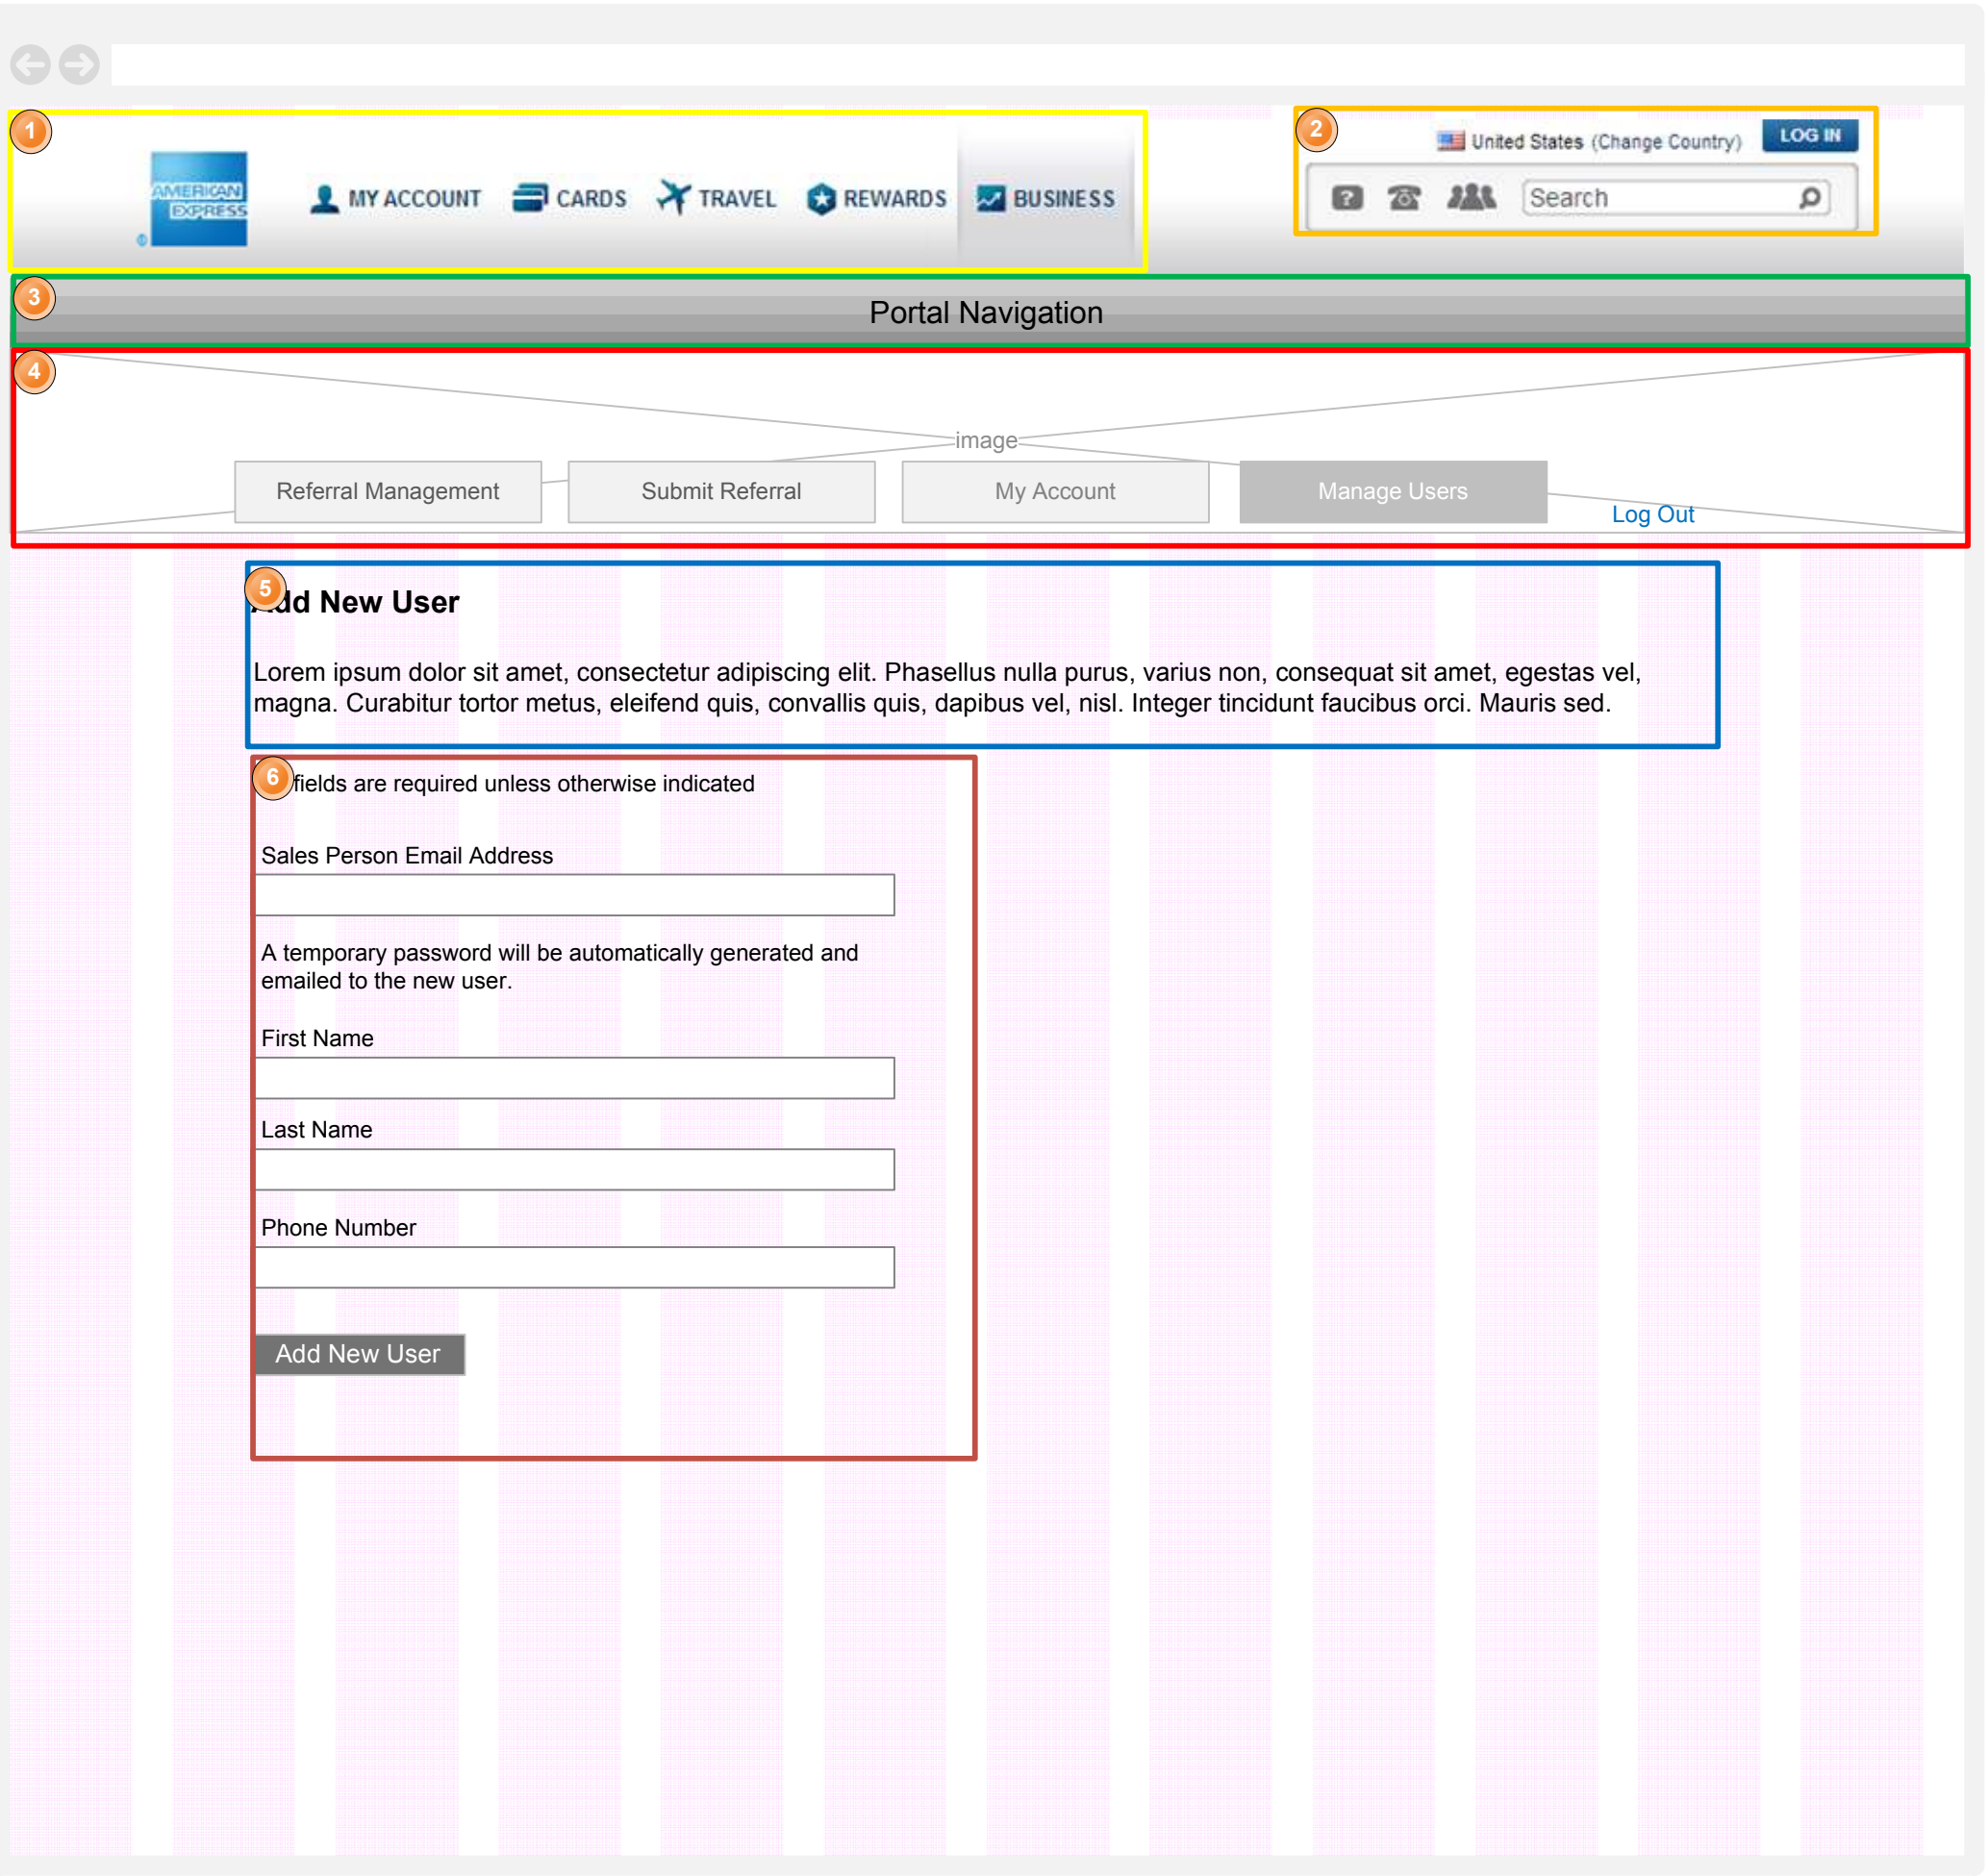 1
2
United States (Change Country) LOG IN
AMERICAN
EXPRESS
®
MY ACCOUNT CARDS TRAVEL REWARDS BUSINESS
? Search
3
Portal Navigation
4
image
Referral Management Submit Referral My Account Manage Users
Log Out
5
dd New User
Lorem ipsum dolor sit amet, consectetur adipiscing elit. Phasellus nulla purus, varius non, consequat sit amet, egestas vel,
magna. Curabitur tortor metus, eleifend quis, convallis quis, dapibus vel, nisl. Integer tincidunt faucibus orci. Mauris sed.
6
fields are required unless otherwise indicated
Sales Person Email Address
A temporary password will be automatically generated and
emailed to the new user.
First Name
Last Name
Phone Number
Add New User